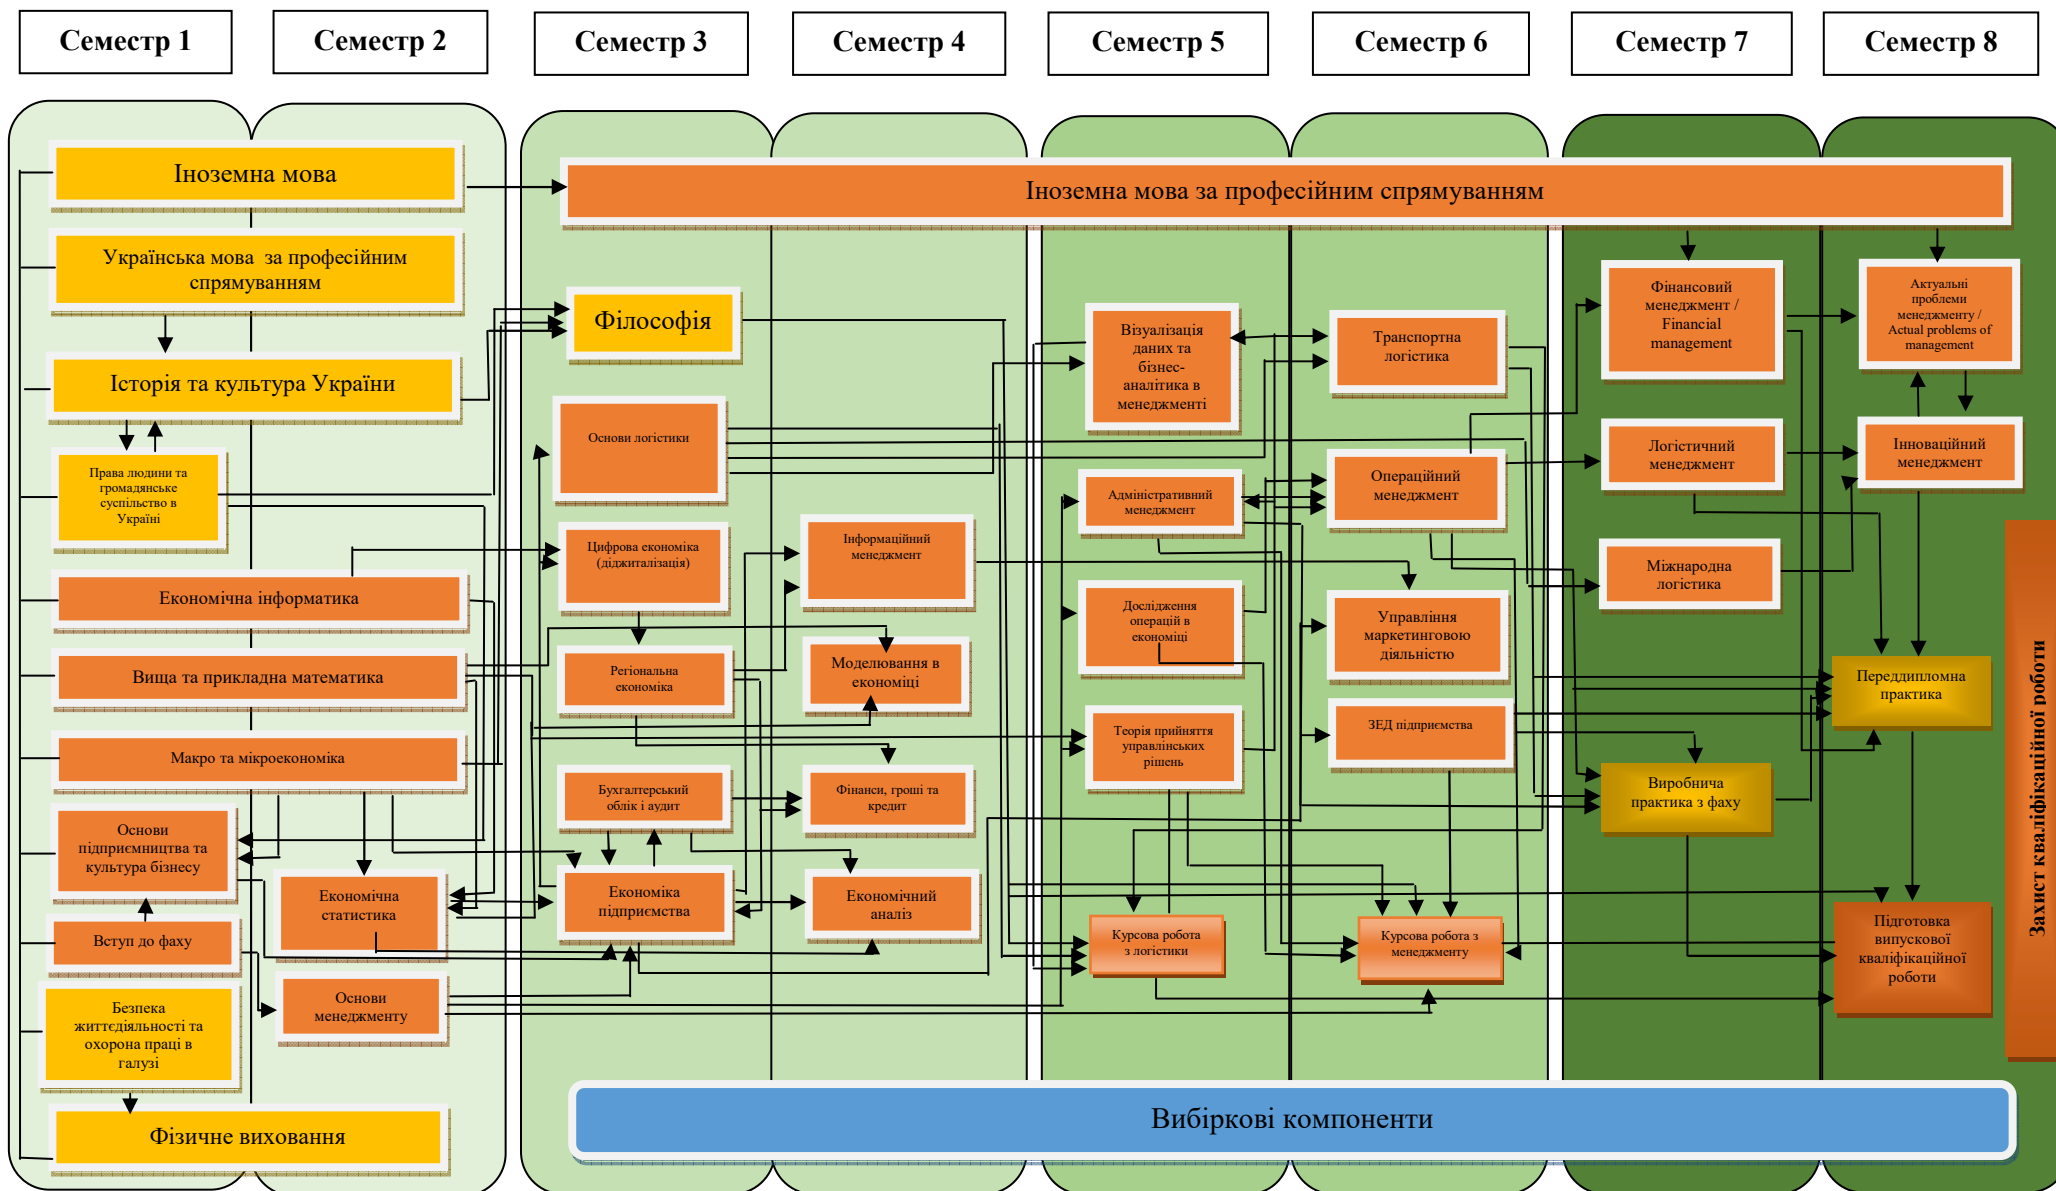 Семестр 1
Семестр 2
Семестр 3
Семестр 4
Семестр 5
Семестр 6
Семестр 7
Семестр 8
Іноземна мова
Українська мова за професійним
спрямуванням
Історія та культура України
Права людини та
громадянське
суспільство в
Україні
Економічна інформатика
Вища та прикладна математика
Макро та мікроекономіка
Основи
підприємництва та
культура бізнесу
Вступ до фаху
Безпека
життєдіяльності та
охорона праці в
галузі
Фізичне виховання
Економічна
статистика
Основи
менеджменту
Іноземна мова за професійним спрямуванням
Філософія
Основи логістики
Цифрова економіка
(діджиталізація)
Регіональна
економіка
Бухгалтерський
облік і аудит
Економіка
підприємства
Інформаційний
менеджмент
Моделювання в
економіці
Фінанси, гроші та
кредит
Економічний
аналіз
Візуалізація
даних та
бізнес-
аналітика в
менеджменті
Адміністративний
менеджмент
Дослідження
операцій в
економіці
Теорія прийняття
управлінських
рішень
Курсова робота
з логістики
Транспортна
логістика
Операційний
менеджмент
Управління
маркетинговою
діяльністю
ЗЕД підприємства
Курсова робота з
менеджменту
Фінансовий
менеджмент /
Financial
management
Логістичний
менеджмент
Міжнародна
логістика
Виробнича
практика з фаху
Актуальні
проблеми
менеджменту /
Actual problems of
management
Інноваційний
менеджмент
Переддипломна
практика
Підготовка
випускової
кваліфікаційної
роботи
Захист кваліфікаційної роботи
Вибіркові компоненти